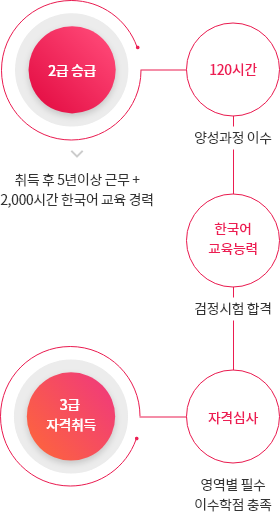 2급 승급
120시간
양성과정 이수
취득 후 5년이상 근무 +
2,000시간 한국어 교육 경력
한국어
교육능력
검정시험 합격
3급
자격취득
자격심사
영역별 필수
이수학점 충족